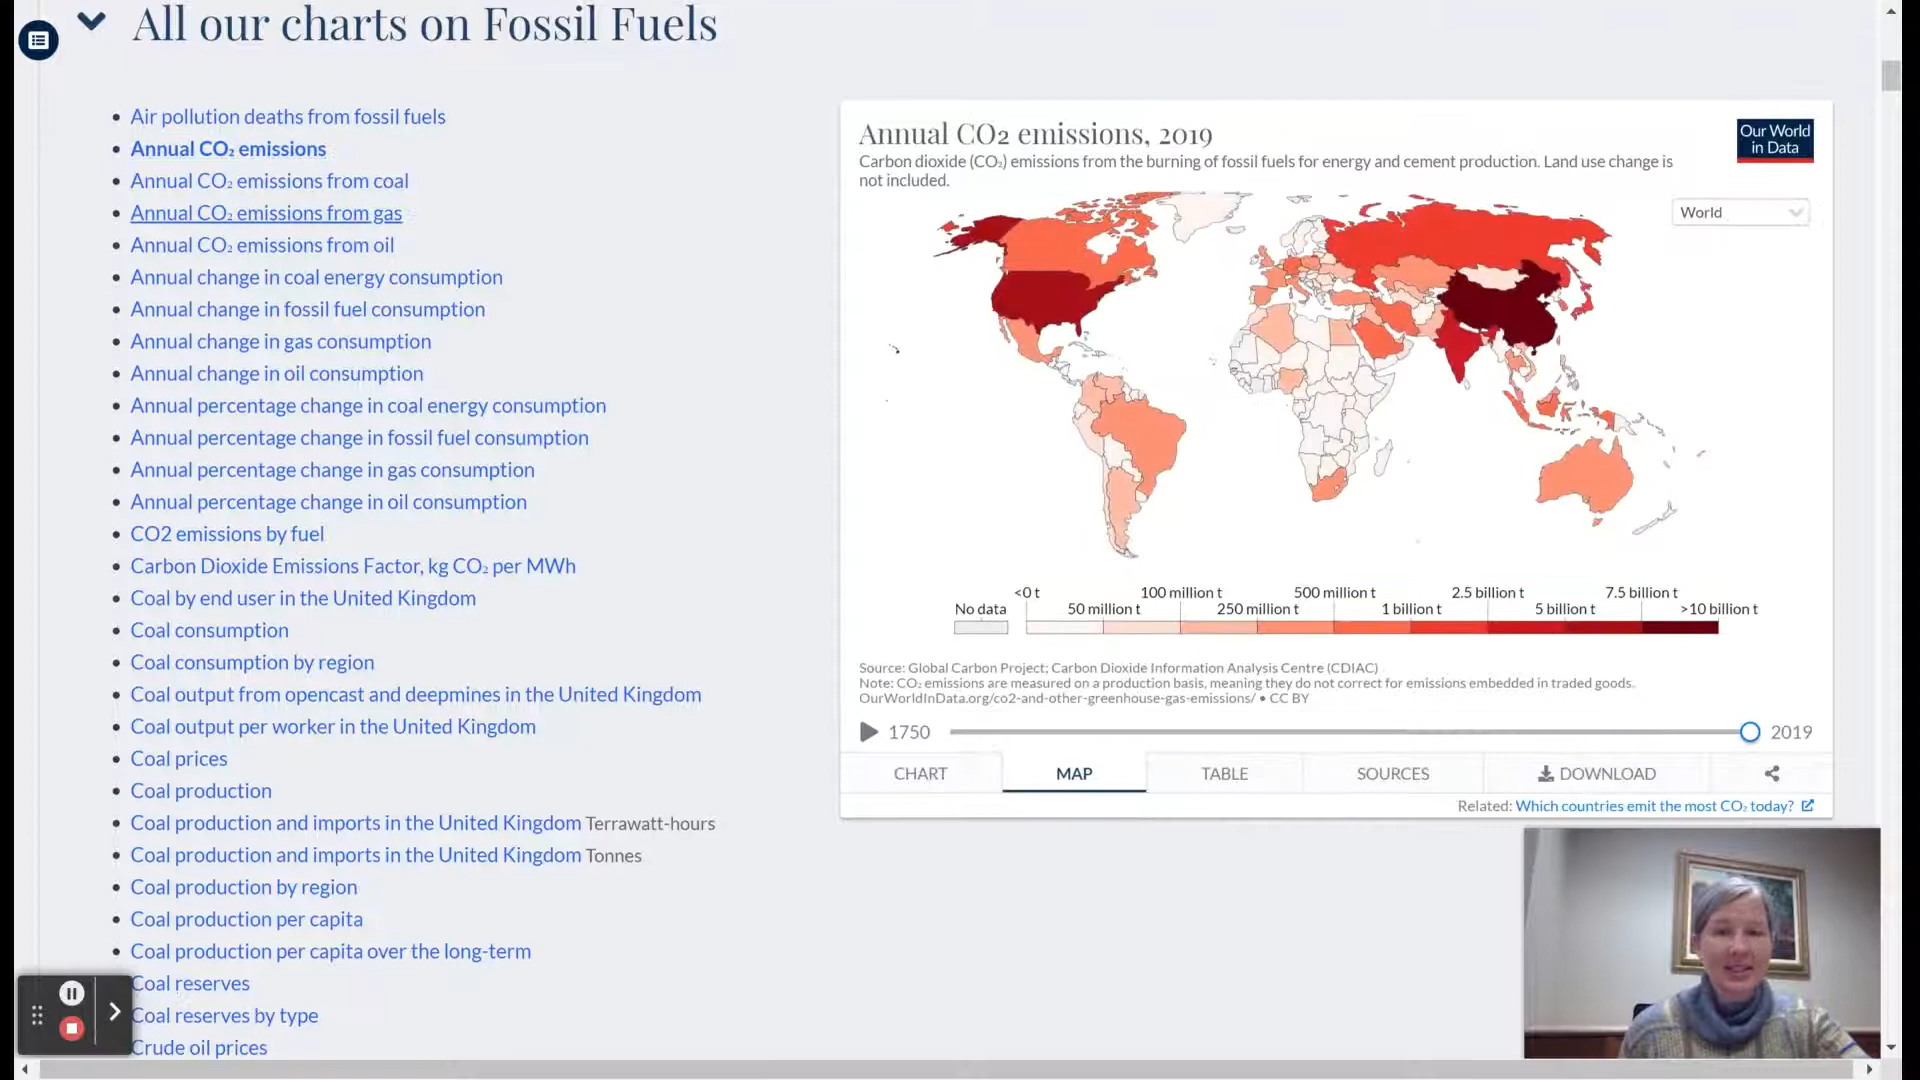 All our charts on Fossil Fuels
Air pollution deaths from fossil fuels
Annual CO₂ emissions
Annual CO₂ emissions from coal
Annual CO₂ emissions from gas
Annual CO₂ emissions from oil
Annual change in coal energy consumption
Annual change in fossil fuel consumption
Annual change in gas consumption
Annual change in oil consumption
Annual percentage change in coal energy consumption
Annual percentage change in fossil fuel consumption
Annual percentage change in gas consumption
Annual percentage change in oil consumption
CO2 emissions by fuel
Carbon Dioxide Emissions Factor, kg CO₂ per MWh
Coal by end user in the United Kingdom
Coal consumption
Coal consumption by region
Coal output from opencast and deepmines in the United Kingdom
Coal output per worker in the United Kingdom
Coal prices
Coal production
Coal production and imports in the United Kingdom Terrawatt-hours
Coal production and imports in the United Kingdom Tonnes
Coal production by region
Coal production per capita
Coal production per capita over the long-term
Coal reserves
Coal reserves by type
Crude oil prices
Annual CO2 emissions, 2019
Carbon dioxide (CO₂) emissions from the burning of fossil fuels for energy and cement production. Land use change is
not included.
Our World
in Data
World
<0 t 100 million t 500 million t 2.5 billion t 7.5 billion t
No data 50 million t 250 million t 1 billion t 5 billion t >10 billion t
Source: Global Carbon Project; Carbon Dioxide Information Analysis Centre (CDIAC)
Note: CO₂ emissions are measured on a production basis, meaning they do not correct for emissions embedded in traded goods.
OurWorldInData.org/co2-and-other-greenhouse-gas-emissions/ • CC BY
1750 2019
CHART MAP TABLE SOURCES DOWNLOAD
Related: Which countries emit the most CO₂ today?